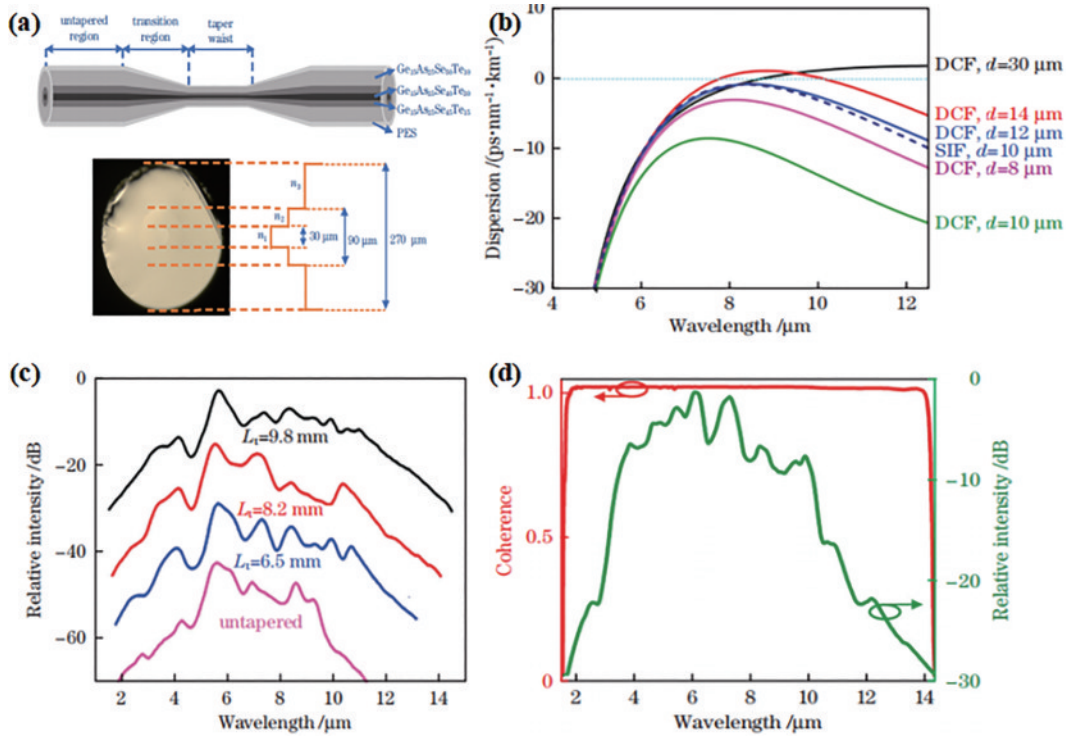 (a)
untapered region
transition region
taper waist
PES
n₃
n₂
n₁
30 μm
90 μm
270 μm
(b)
Dispersion /(ps·nm⁻¹·km⁻¹)
10
0
−10
−20
−30
4
6
8
10
12
Wavelength /μm
DCF, d=30 μm
DCF, d=14 μm
DCF, d=12 μm
SIF, d=10 μm
DCF, d=8 μm
DCF, d=10 μm
(c)
Relative intensity /dB
0
−20
−40
−60
Lt=9.8 mm
Lt=8.2 mm
Lt=6.5 mm
untapered
2
4
6
8
10
12
14
Wavelength /μm
(d)
Coherence
1.0
0.5
0
0
−10
−20
−30
Relative intensity /dB
2
4
6
8
10
12
14
Wavelength /μm